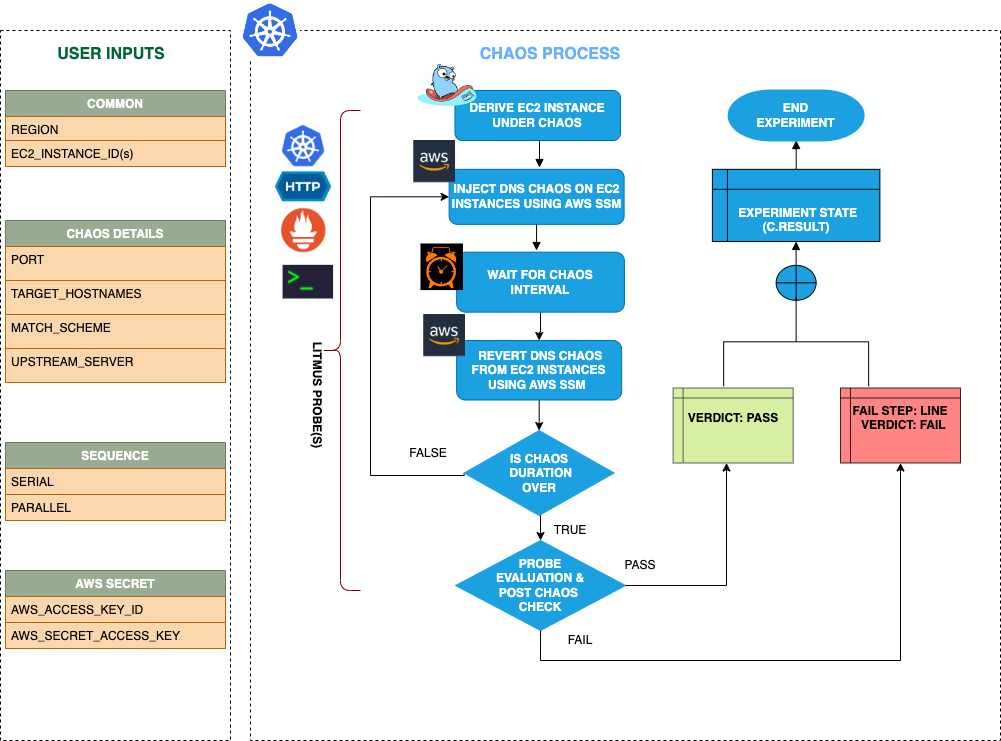 USER INPUTS
COMMON
REGION
EC2_INSTANCE_ID(s)
CHAOS DETAILS
PORT
TARGET_HOSTNAMES
MATCH_SCHEME
UPSTREAM_SERVER
SEQUENCE
SERIAL
PARALLEL
AWS SECRET
AWS_ACCESS_KEY_ID
AWS_SECRET_ACCESS_KEY
CHAOS PROCESS
HTTP
>_
LITMUS PROBE(S)
DERIVE EC2 INSTANCE
UNDER CHAOS
aws
INJECT DNS CHAOS ON EC2
INSTANCES USING AWS SSM
WAIT FOR CHAOS
INTERVAL
aws
REVERT DNS CHAOS
FROM EC2 INSTANCES
USING AWS SSM
IS CHAOS
DURATION
OVER
FALSE
TRUE
PROBE
EVALUATION &
POST CHAOS
CHECK
PASS
FAIL
VERDICT: PASS
FAIL STEP: LINE
VERDICT: FAIL
EXPERIMENT STATE
(C.RESULT)
END
EXPERIMENT